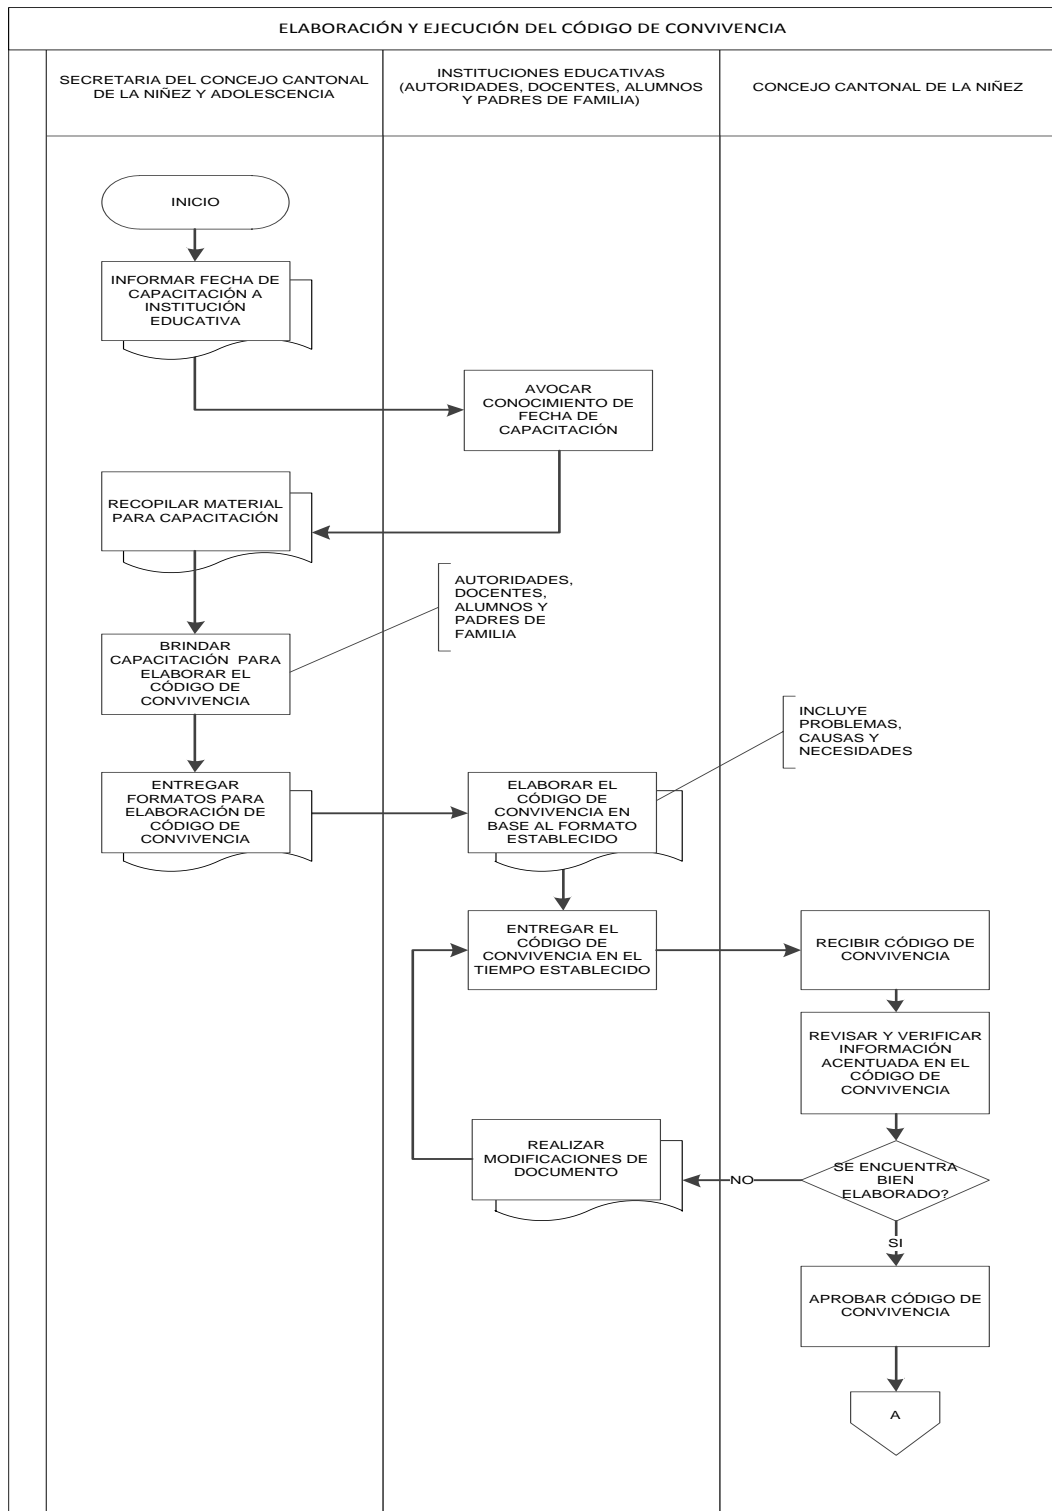 ELABORACIÓN Y EJECUCIÓN DEL CÓDIGO DE CONVIVENCIA
SECRETARIA DEL CONCEJO CANTONAL
DE LA NIÑEZ Y ADOLESCENCIA
INSTITUCIONES EDUCATIVAS
(AUTORIDADES, DOCENTES, ALUMNOS
Y PADRES DE FAMILIA)
CONCEJO CANTONAL DE LA NIÑEZ
INICIO
INFORMAR FECHA DE
CAPACITACIÓN A
INSTITUCIÓN
EDUCATIVA
AVOCAR
CONOCIMIENTO DE
FECHA DE
CAPACITACIÓN
RECOPILAR MATERIAL
PARA CAPACITACIÓN
AUTORIDADES,
DOCENTES,
ALUMNOS Y
PADRES DE
FAMILIA
BRINDAR
CAPACITACIÓN PARA
ELABORAR EL
CÓDIGO DE
CONVIVENCIA
INCLUYE
PROBLEMAS,
CAUSAS Y
NECESIDADES
ENTREGAR
FORMATOS PARA
ELABORACIÓN DE
CÓDIGO DE
CONVIVENCIA
ELABORAR EL
CÓDIGO DE
CONVIVENCIA EN
BASE AL FORMATO
ESTABLECIDO
ENTREGAR EL
CÓDIGO DE
CONVIVENCIA EN EL
TIEMPO ESTABLECIDO
RECIBIR CÓDIGO DE
CONVIVENCIA
REVISAR Y VERIFICAR
INFORMACIÓN
ACENTUADA EN EL
CÓDIGO DE
CONVIVENCIA
REALIZAR
MODIFICACIONES DE
DOCUMENTO
NO
SE ENCUENTRA
BIEN
ELABORADO?
SI
APROBAR CÓDIGO DE
CONVIVENCIA
A